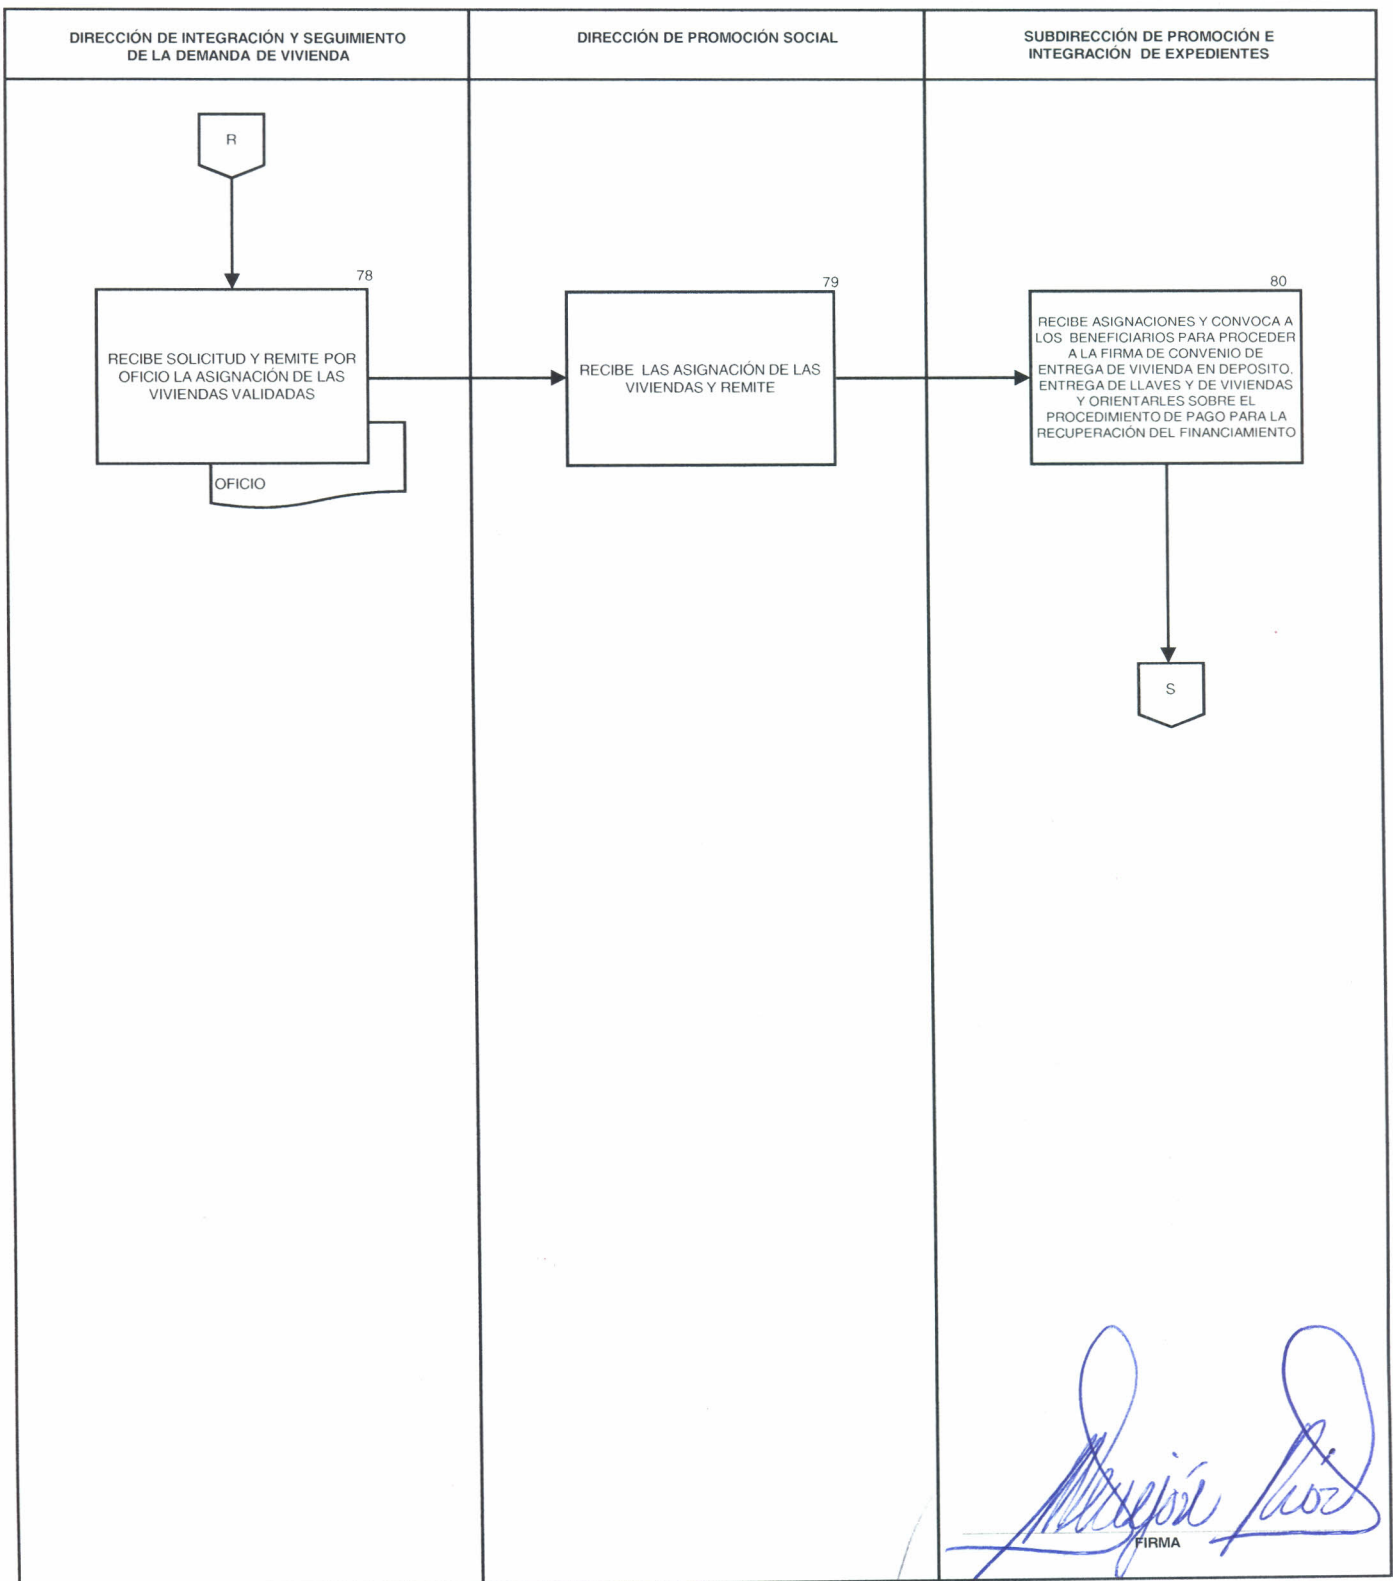 DIRECCIÓN DE INTEGRACIÓN Y SEGUIMIENTO
DE LA DEMANDA DE VIVIENDA
DIRECCIÓN DE PROMOCIÓN SOCIAL
SUBDIRECCIÓN DE PROMOCIÓN E
INTEGRACIÓN DE EXPEDIENTES
R
78
RECIBE SOLICITUD Y REMITE POR
OFICIO LA ASIGNACIÓN DE LAS
VIVIENDAS VALIDADAS
OFICIO
79
RECIBE LAS ASIGNACIÓN DE LAS
VIVIENDAS Y REMITE
80
RECIBE ASIGNACIONES Y CONVOCA A
LOS BENEFICIARIOS PARA PROCEDER
A LA FIRMA DE CONVENIO DE
ENTREGA DE VIVIENDA EN DEPOSITO,
ENTREGA DE LLAVES Y DE VIVIENDAS
Y ORIENTARLES SOBRE EL
PROCEDIMIENTO DE PAGO PARA LA
RECUPERACIÓN DEL FINANCIAMIENTO
S
FIRMA